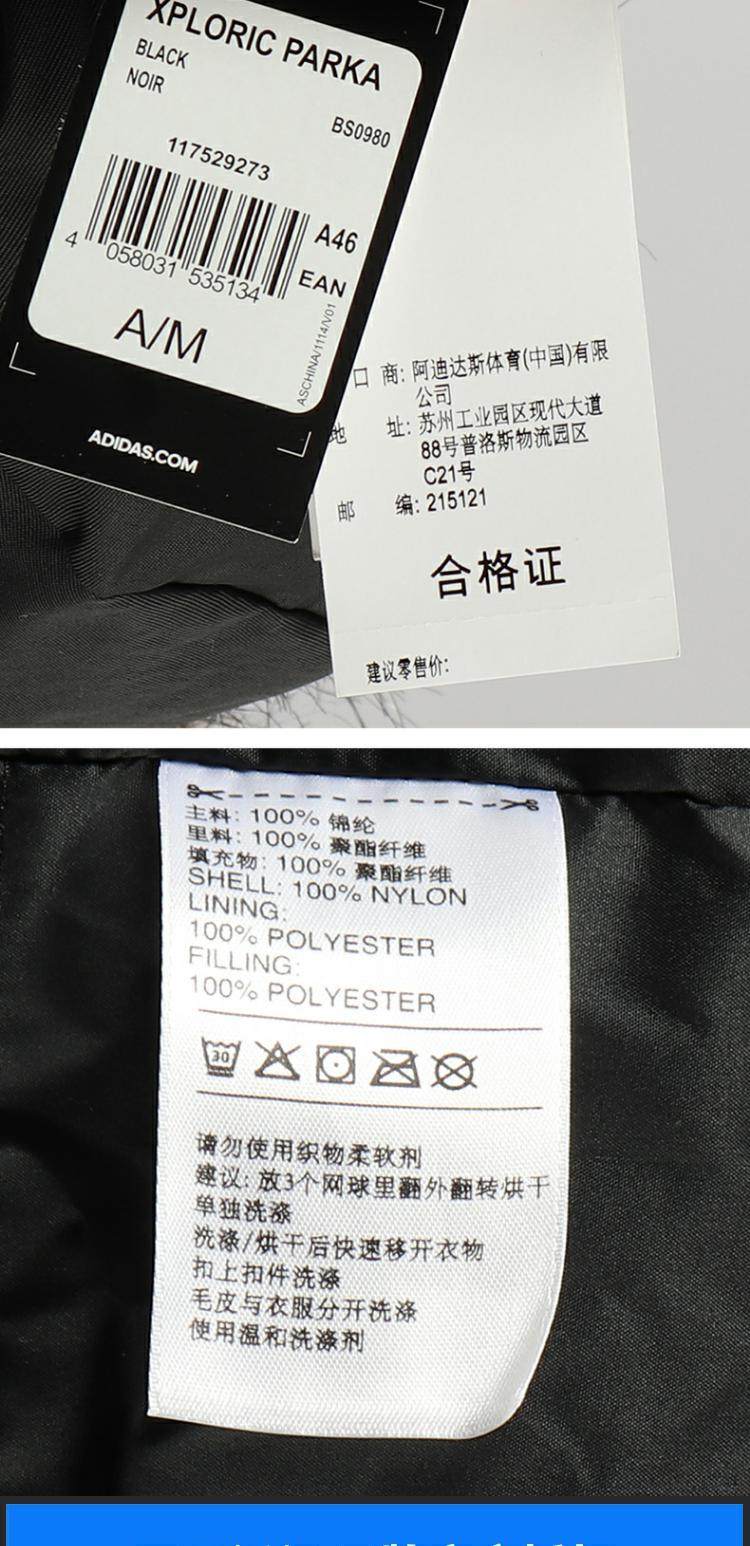 XPLORIC PARKA
BLACK
NOIR
BS0980
117529273
A46
4 058031 535134
EAN
A/M
ASCHINA/1114/V01
ADIDAS.COM
口 商: 阿迪达斯体育(中国)有限
公司
地 址: 苏州工业园区现代大道
88号普洛斯物流园区
C21号
邮 编: 215121
合格证
建议零售价:
主料: 100% 锦纶
里料: 100% 聚酯纤维
填充物: 100% 聚酯纤维
SHELL: 100% NYLON
LINING:
100% POLYESTER
FILLING:
100% POLYESTER
30
请勿使用织物柔软剂
建议: 放3个网球里翻外翻转烘干
单独洗涤
洗涤/烘干后快速移开衣物
扣上扣件洗涤
毛皮与衣服分开洗涤
使用温和洗涤剂